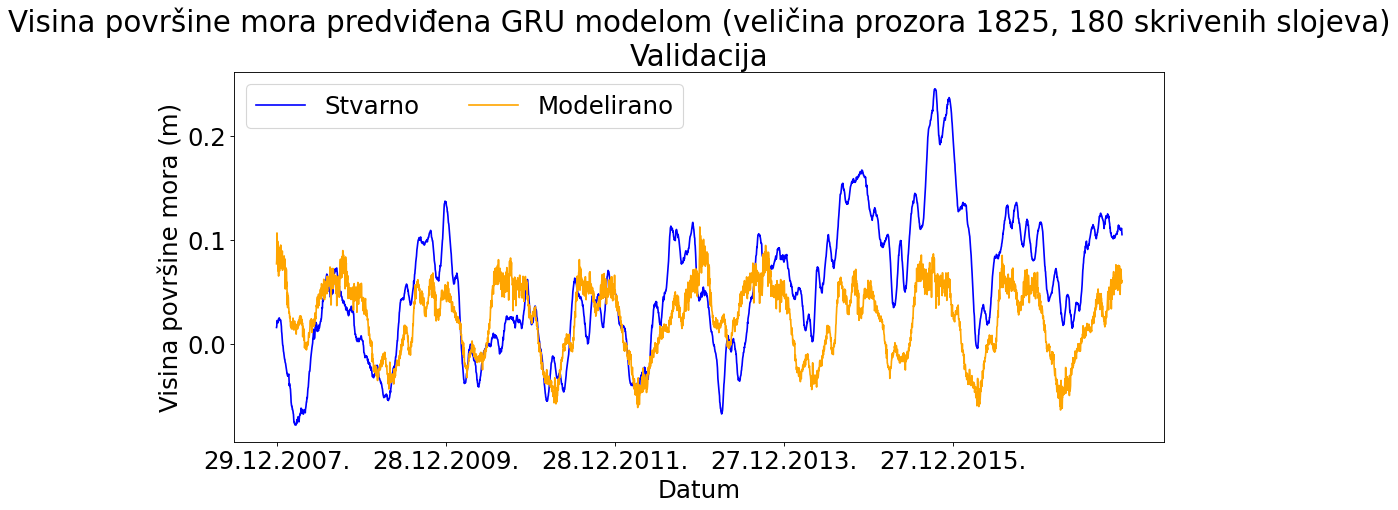 Visina površine mora predviđena GRU modelom (veličina prozora 1825, 180 skrivenih slojeva)
Validacija
Stvarno
Modelirano
Visina površine mora (m)
0.2
0.1
0.0
29.12.2007.
28.12.2009.
28.12.2011.
27.12.2013.
27.12.2015.
Datum